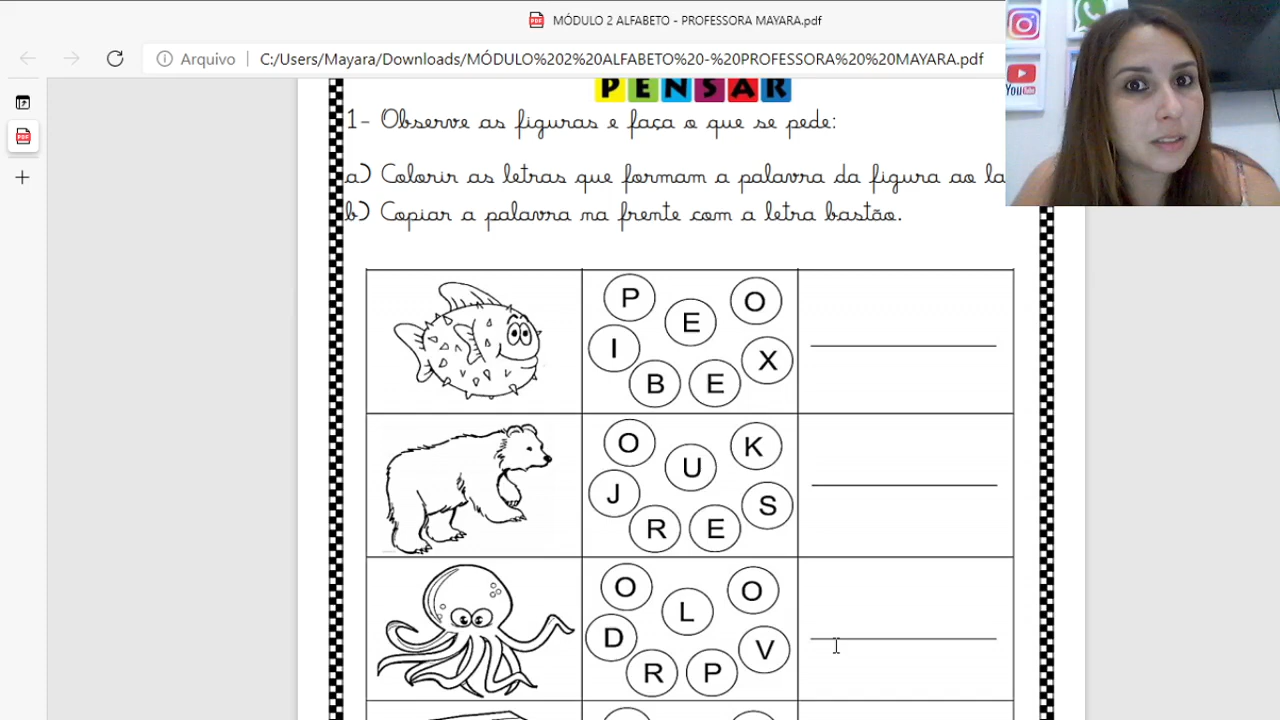 MÓDULO 2 ALFABETO - PROFESSORA MAYARA.pdf
Arquivo
C:/Users/Mayara/Downloads/MÓDULO%202%20ALFABETO%20-%20PROFESSORA%20%20MAYARA.pdf
PENSAR
1- Observe as figuras e faça o que se pede:
a) Colorir as letras que formam a palavra da figura ao la
b) Copiar a palavra na frente com a letra bastão.
P E O
I X
B E
O U K
J S
R E
O L O
D V
R P
You
Tube